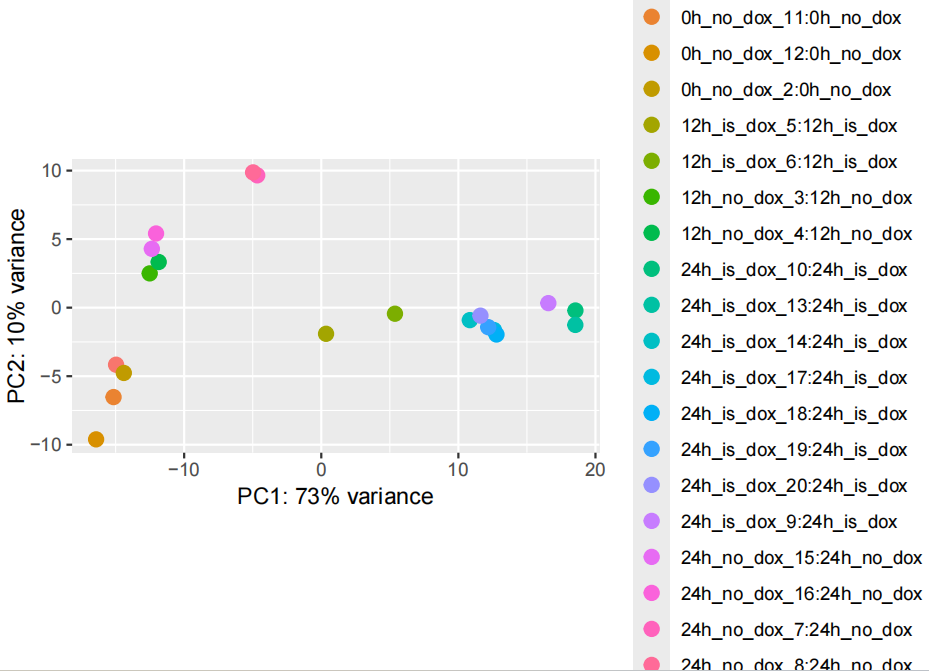 10
5
0
−5
−10
PC2: 10% variance
−10
0
10
20
PC1: 73% variance
0h_no_dox_11:0h_no_dox
0h_no_dox_12:0h_no_dox
0h_no_dox_2:0h_no_dox
12h_is_dox_5:12h_is_dox
12h_is_dox_6:12h_is_dox
12h_no_dox_3:12h_no_dox
12h_no_dox_4:12h_no_dox
24h_is_dox_10:24h_is_dox
24h_is_dox_13:24h_is_dox
24h_is_dox_14:24h_is_dox
24h_is_dox_17:24h_is_dox
24h_is_dox_18:24h_is_dox
24h_is_dox_19:24h_is_dox
24h_is_dox_20:24h_is_dox
24h_is_dox_9:24h_is_dox
24h_no_dox_15:24h_no_dox
24h_no_dox_16:24h_no_dox
24h_no_dox_7:24h_no_dox
24h_no_dox_8:24h_no_dox